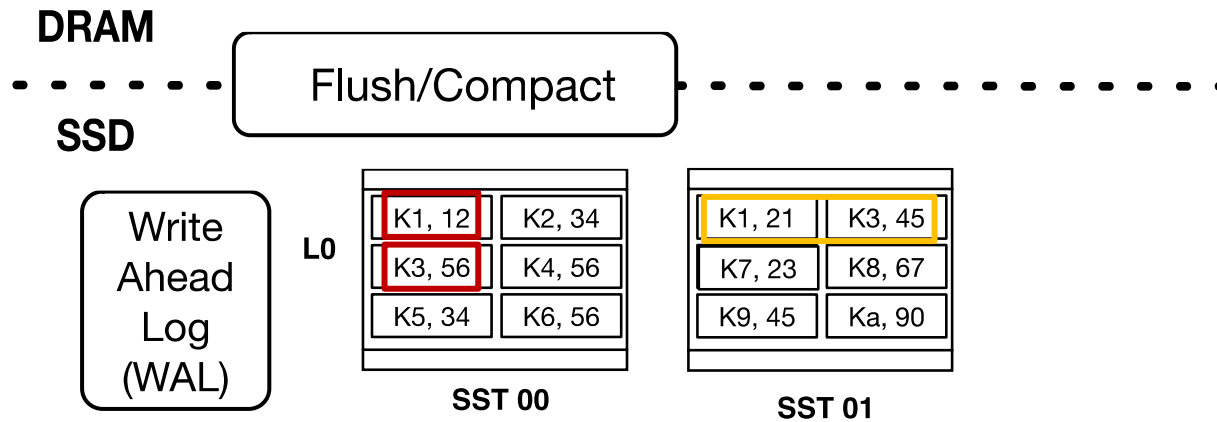 DRAM
Flush/Compact
SSD
Write
Ahead
Log
(WAL)
L0
K1, 12 K2, 34
K3, 56 K4, 56
K5, 34 K6, 56
SST 00
K1, 21 K3, 45
K7, 23 K8, 67
K9, 45 Ka, 90
SST 01